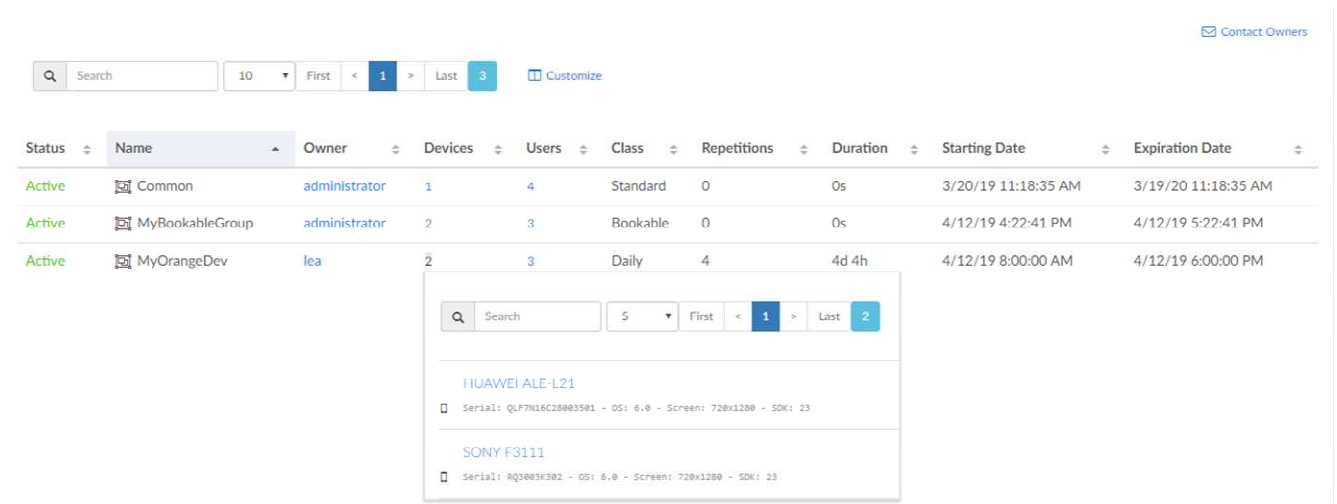 Contact Owners
Search 10 First < 1 > Last 3 Customize
Status Name Owner Devices Users Class Repetitions Duration Starting Date Expiration Date
Active Common administrator 1 4 Standard 0 0s 3/20/19 11:18:35 AM 3/19/20 11:18:35 AM
Active MyBookableGroup administrator 2 3 Bookable 0 0s 4/12/19 4:22:41 PM 4/12/19 5:22:41 PM
Active MyOrangeDev lea 2 3 Daily 4 4d 4h 4/12/19 8:00:00 AM 4/12/19 6:00:00 PM
Search 5 First < 1 > Last 2
HUAWEI ALE-L21
Serial: QLF7N16C28003501 - OS: 6.0 - Screen: 720x1280 - SDK: 23
SONY F3111
Serial: RQ3003K302 - OS: 6.0 - Screen: 720x1280 - SDK: 23